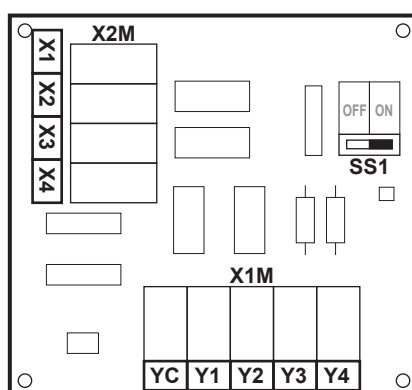 X2M
X1
X2
X3
X4
OFF ON
SS1
X1M
YC Y1 Y2 Y3 Y4